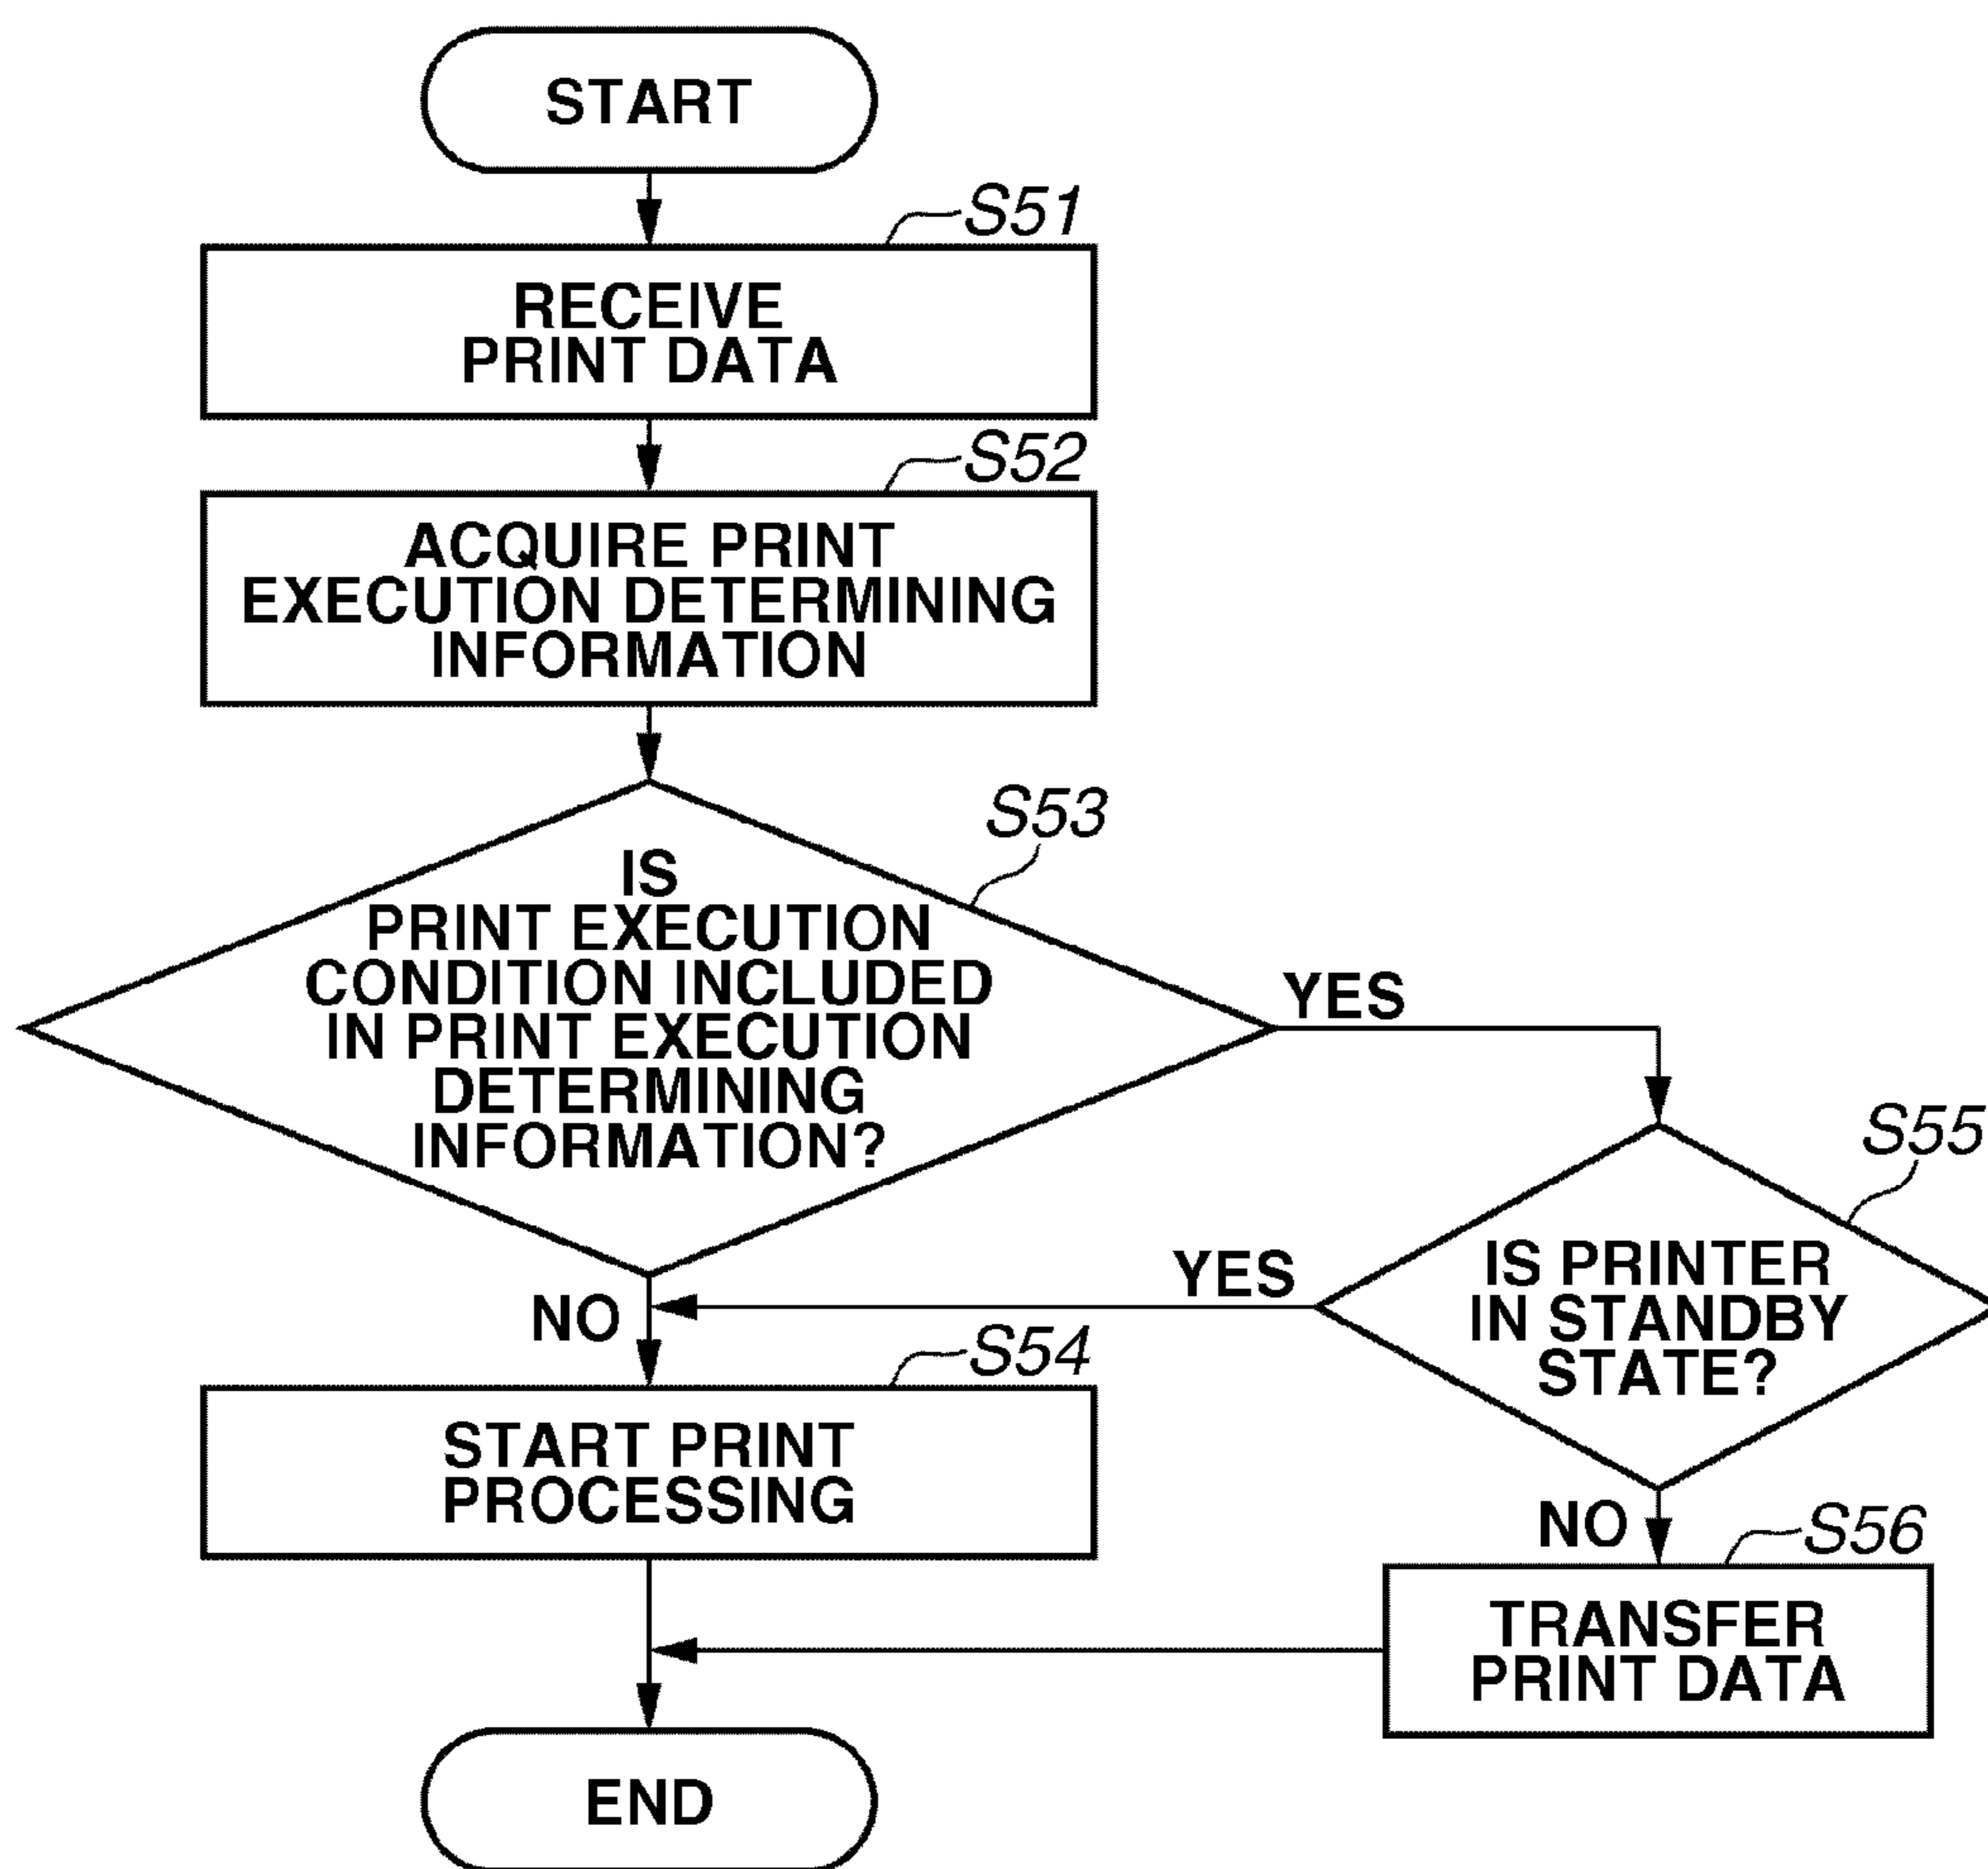 START
S51
RECEIVE
PRINT DATA
S52
ACQUIRE PRINT
EXECUTION DETERMINING
INFORMATION
S53
IS
PRINT EXECUTION
CONDITION INCLUDED
IN PRINT EXECUTION
DETERMINING
INFORMATION?
YES
S55
IS PRINTER
IN STANDBY
STATE?
YES
NO
S54
START PRINT
PROCESSING
NO
S56
TRANSFER
PRINT DATA
END